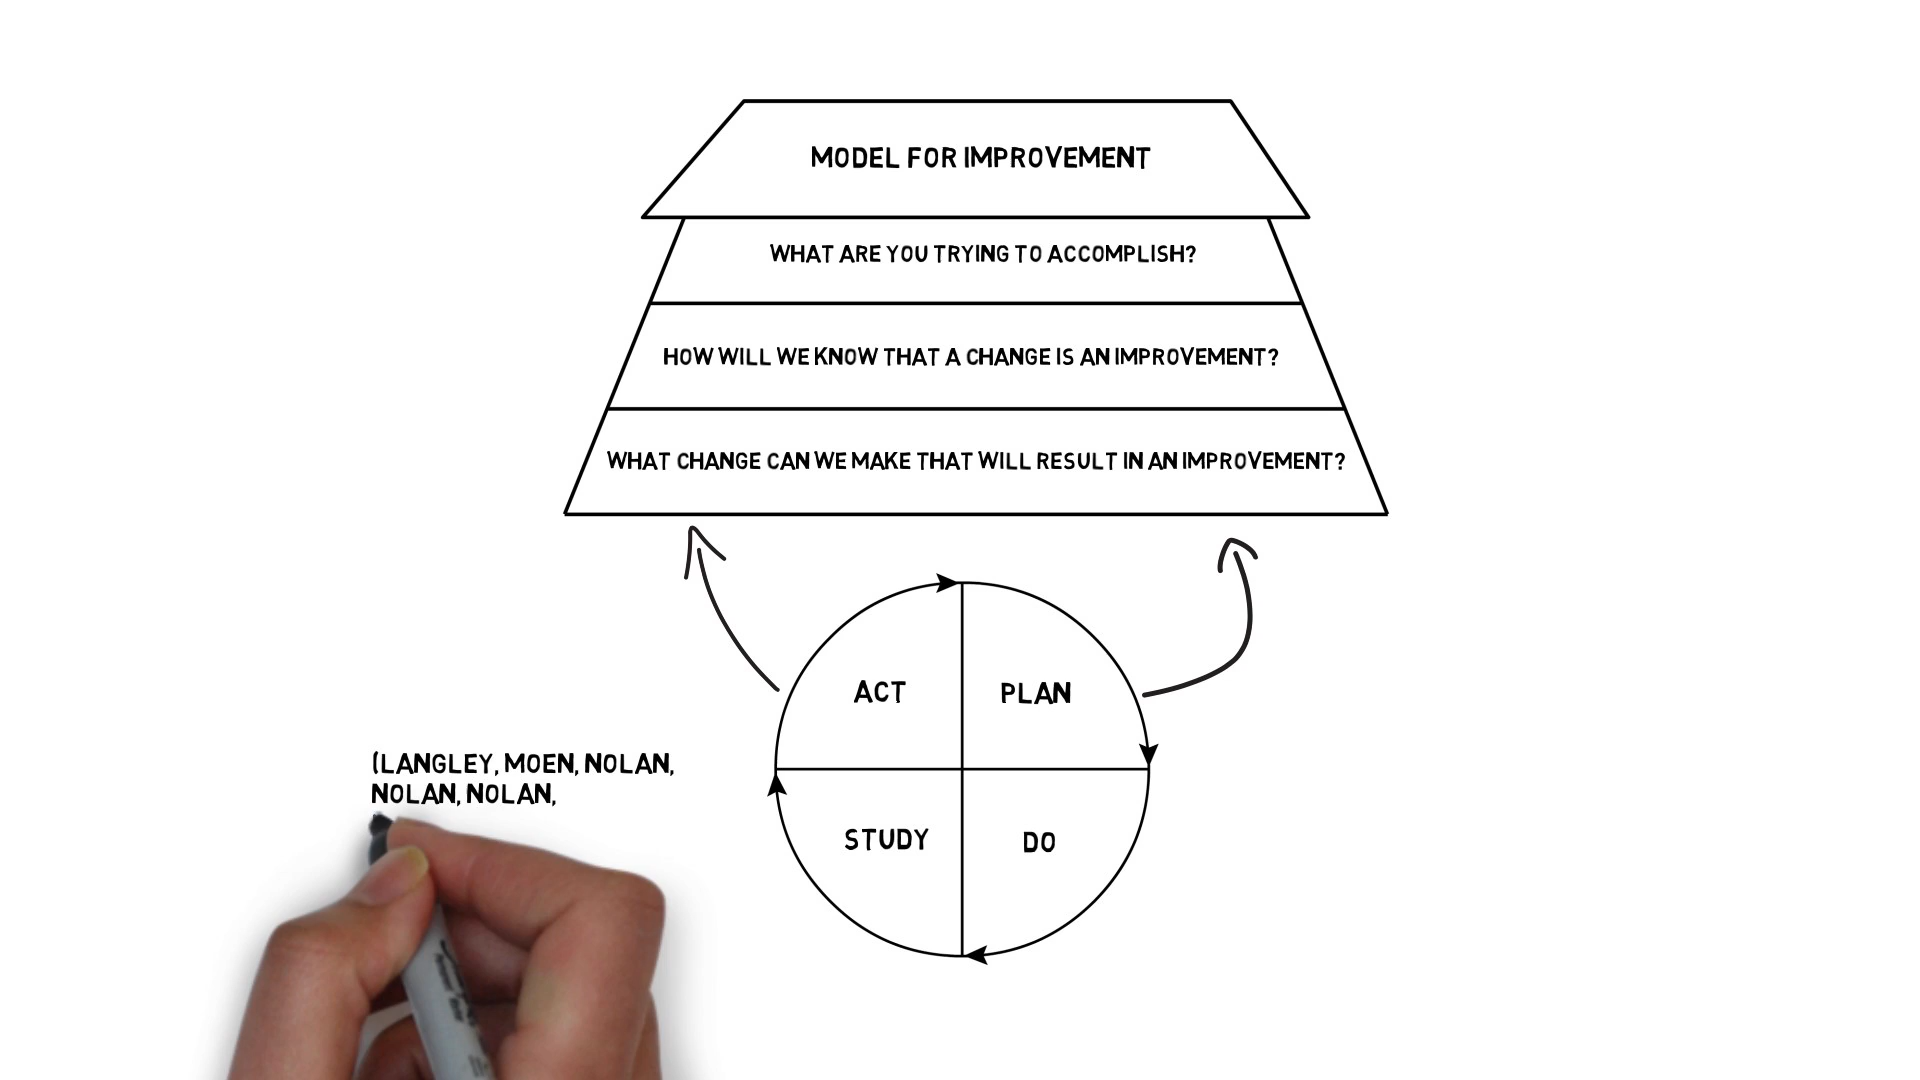 MODEL FOR IMPROVEMENT
WHAT ARE YOU TRYING TO ACCOMPLISH?
HOW WILL WE KNOW THAT A CHANGE IS AN IMPROVEMENT?
WHAT CHANGE CAN WE MAKE THAT WILL RESULT IN AN IMPROVEMENT?
ACT
PLAN
STUDY
DO
(LANGLEY, MOEN, NOLAN,
NOLAN, NOLAN,